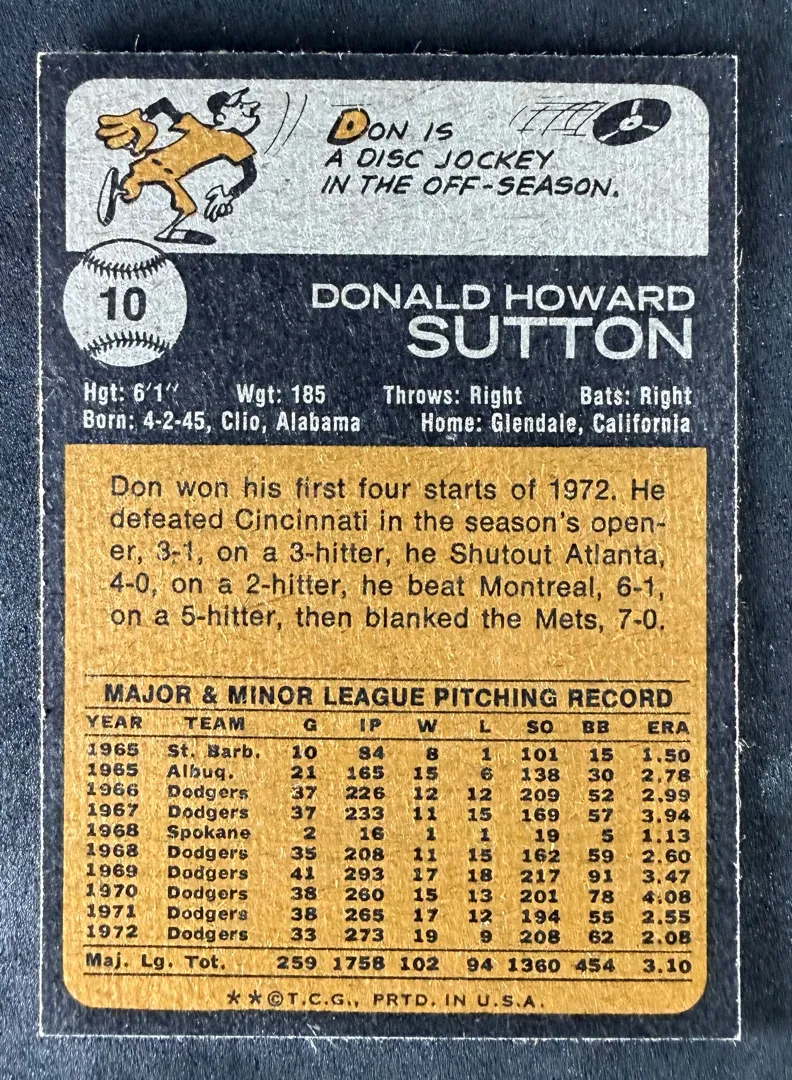 DON IS
A DISC JOCKEY
IN THE OFF-SEASON.
10
DONALD HOWARD
SUTTON
Hgt: 6'1" Wgt: 185 Throws: Right Bats: Right
Born: 4-2-45, Clio, Alabama Home: Glendale, California
Don won his first four starts of 1972. He
defeated Cincinnati in the season's open-
er, 3-1, on a 3-hitter, he Shutout Atlanta,
4-0, on a 2-hitter, he beat Montreal, 6-1,
on a 5-hitter, then blanked the Mets, 7-0.
MAJOR & MINOR LEAGUE PITCHING RECORD
YEAR TEAM G IP W L SO BB ERA
1965 St. Barb. 10 84 8 1 101 15 1.50
1965 Albuq. 21 165 15 6 138 30 2.78
1966 Dodgers 37 226 12 12 209 52 2.99
1967 Dodgers 37 233 11 15 169 57 3.94
1968 Spokane 2 16 1 1 19 5 1.13
1968 Dodgers 35 208 11 15 162 59 2.60
1969 Dodgers 41 293 17 18 217 91 3.47
1970 Dodgers 38 260 15 13 201 78 4.08
1971 Dodgers 38 265 17 12 194 55 2.55
1972 Dodgers 33 273 19 9 208 62 2.08
Maj. Lg. Tot. 259 1758 102 94 1360 454 3.10
**©T.C.G., PRTD. IN U.S.A.